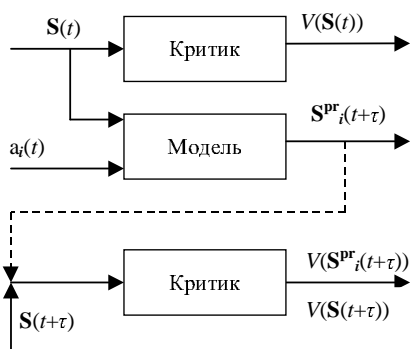 S(t)
Критик
V(S(t))
a_i(t)
Модель
S^pr_i(t+τ)
S(t+τ)
Критик
V(S^pr_i(t+τ))
V(S(t+τ))